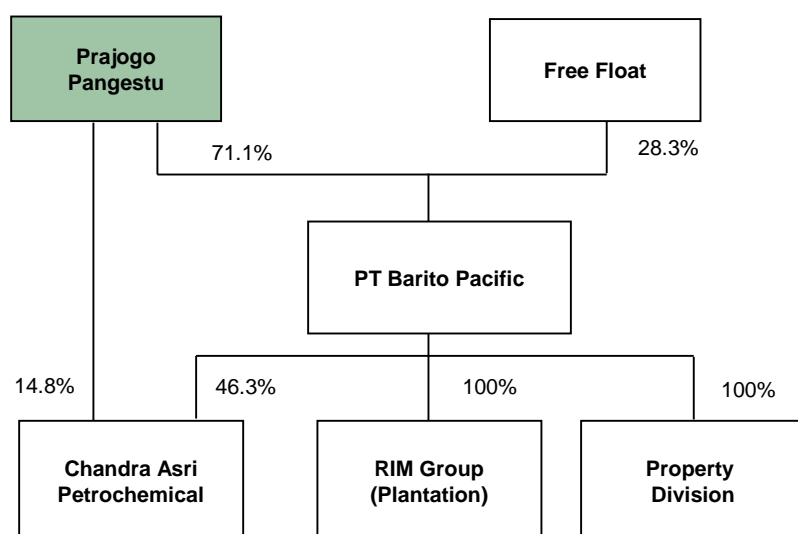 Prajogo
Pangestu
Free Float
71.1%
28.3%
PT Barito Pacific
14.8%
46.3%
100%
100%
Chandra Asri
Petrochemical
RIM Group
(Plantation)
Property
Division